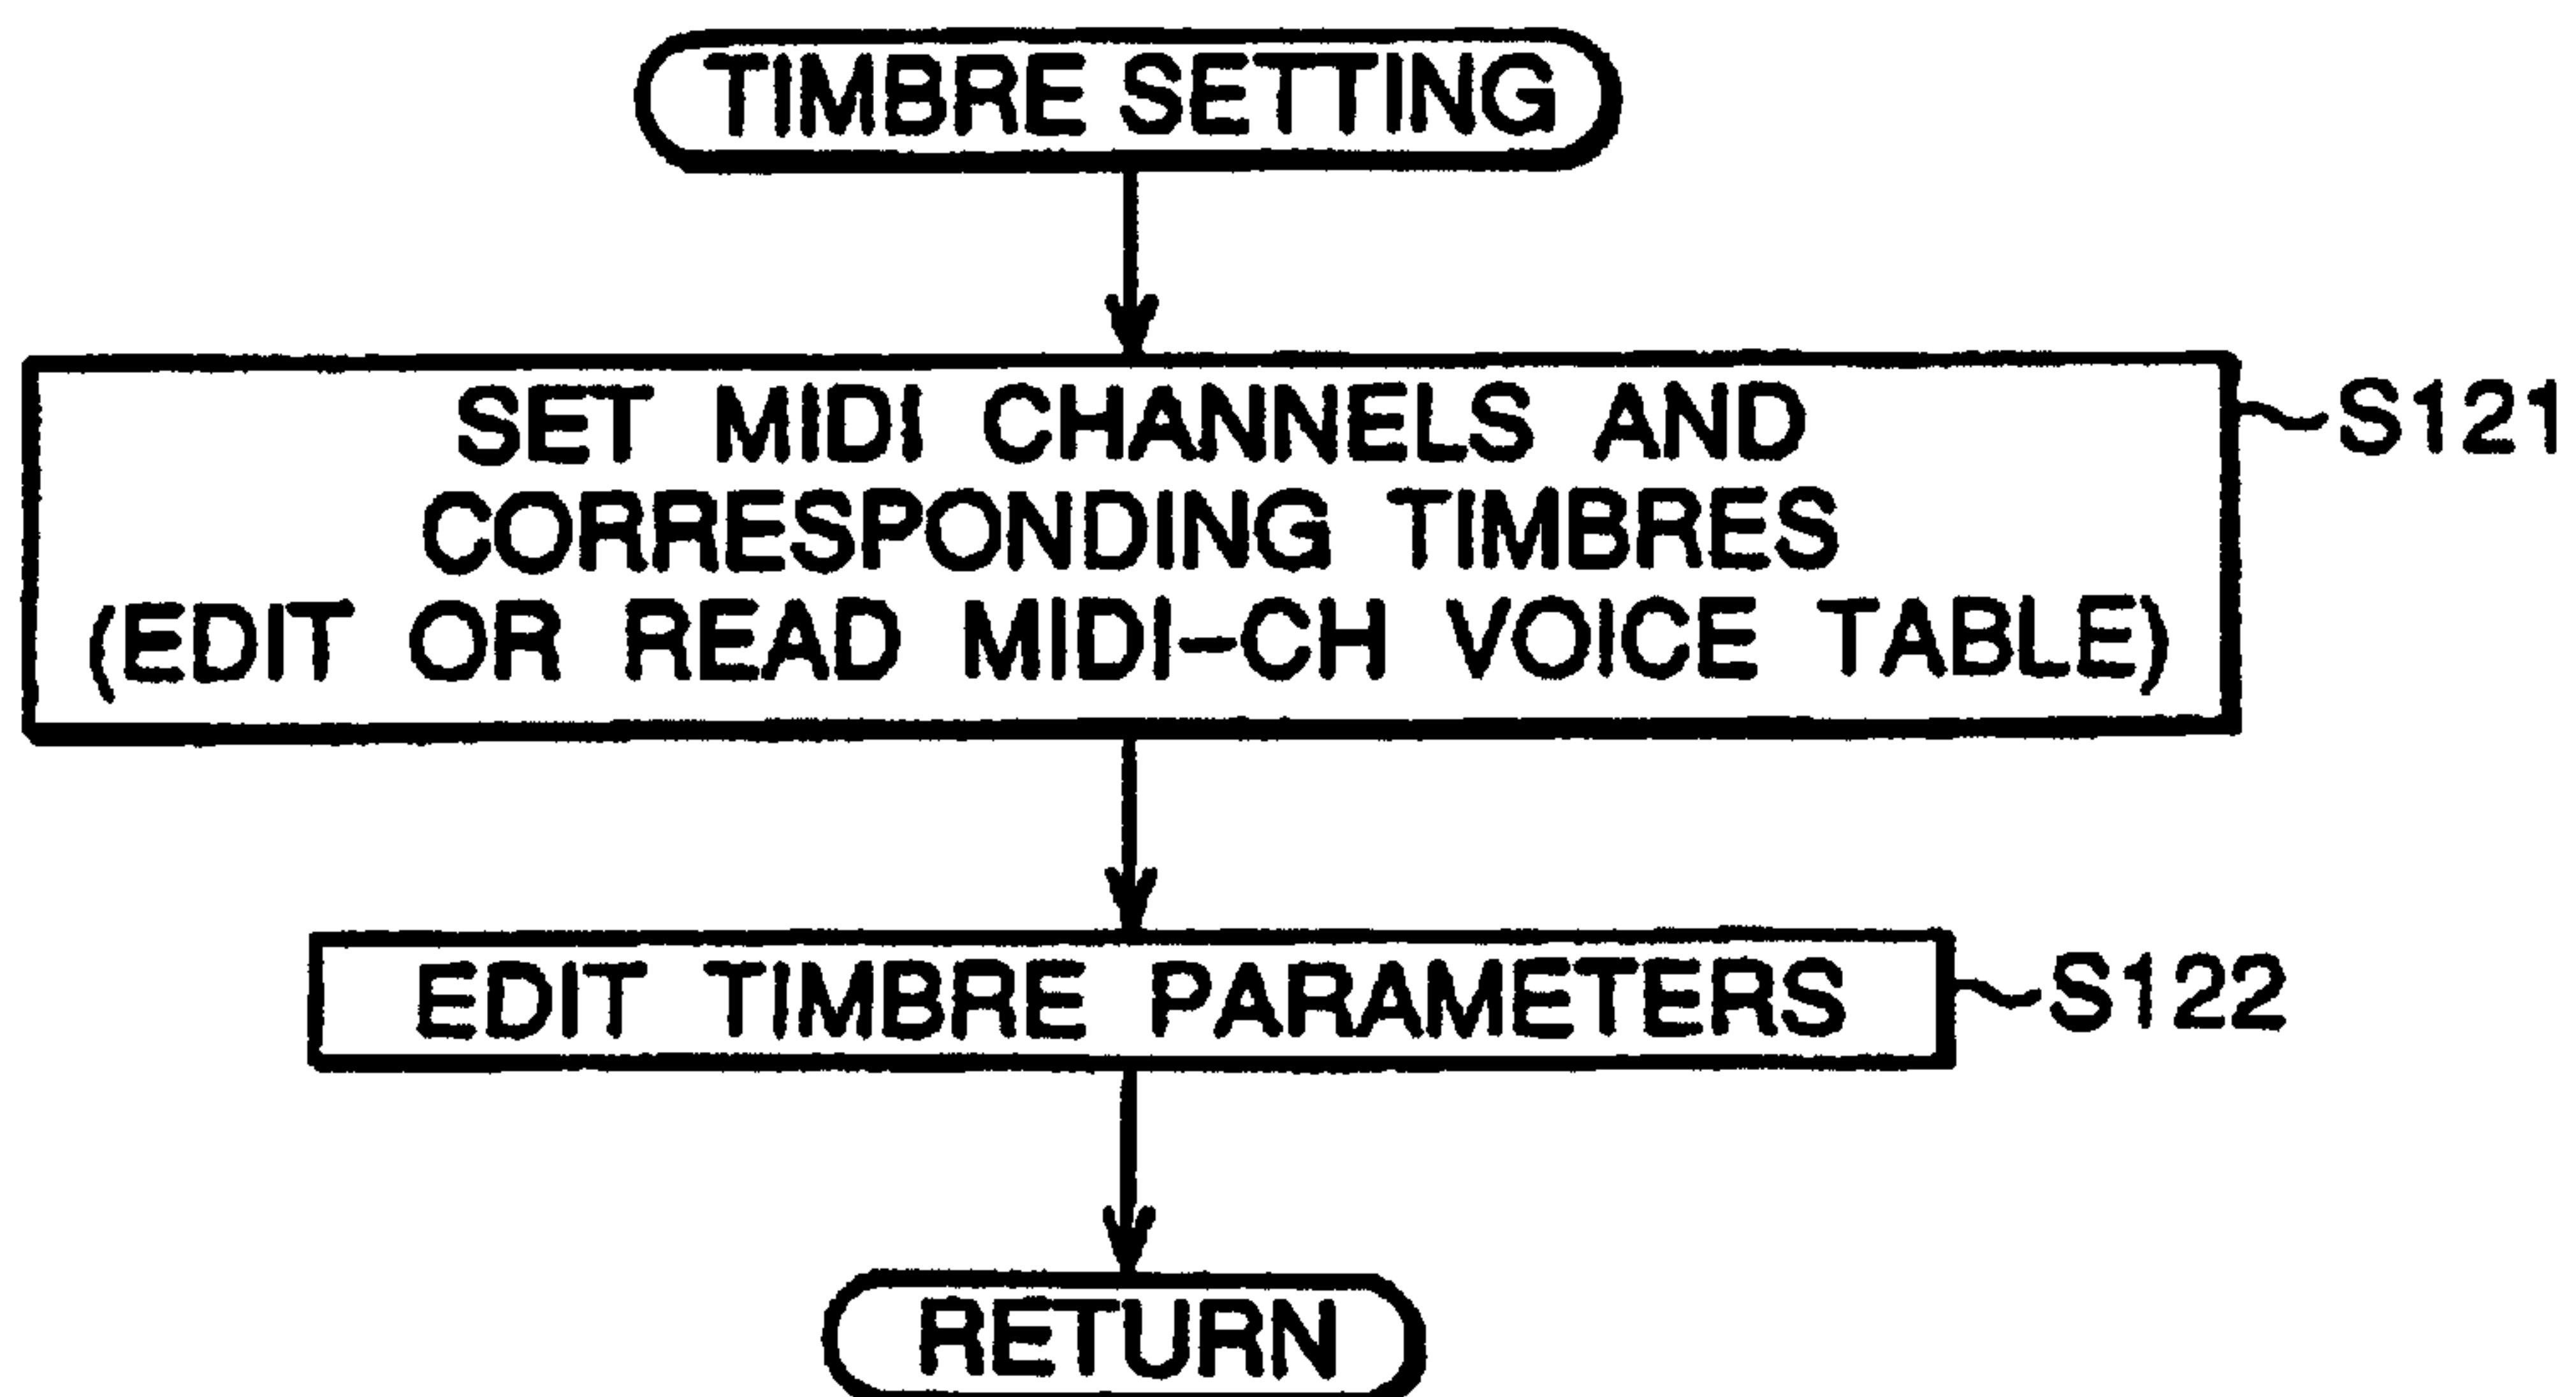 TIMBRE SETTING
SET MIDI CHANNELS AND
CORRESPONDING TIMBRES
(EDIT OR READ MIDI-CH VOICE TABLE)
S121
EDIT TIMBRE PARAMETERS
S122
RETURN